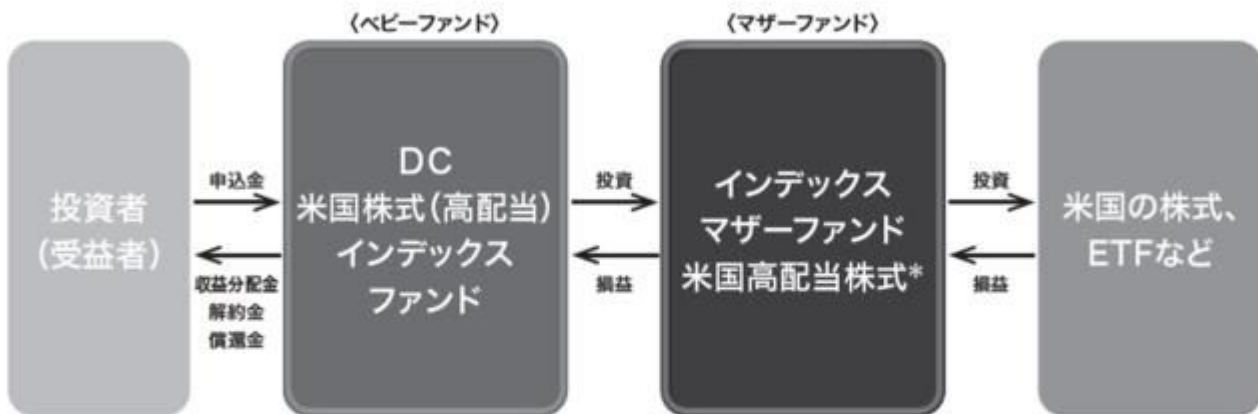 〈ベビーファンド〉
〈マザーファンド〉
投資者
（受益者）
申込金
収益分配金
解約金
償還金
DC
米国株式（高配当）
インデックス
ファンド
投資
損益
インデックス
マザーファンド
米国高配当株式*
投資
損益
米国の株式、
ETFなど